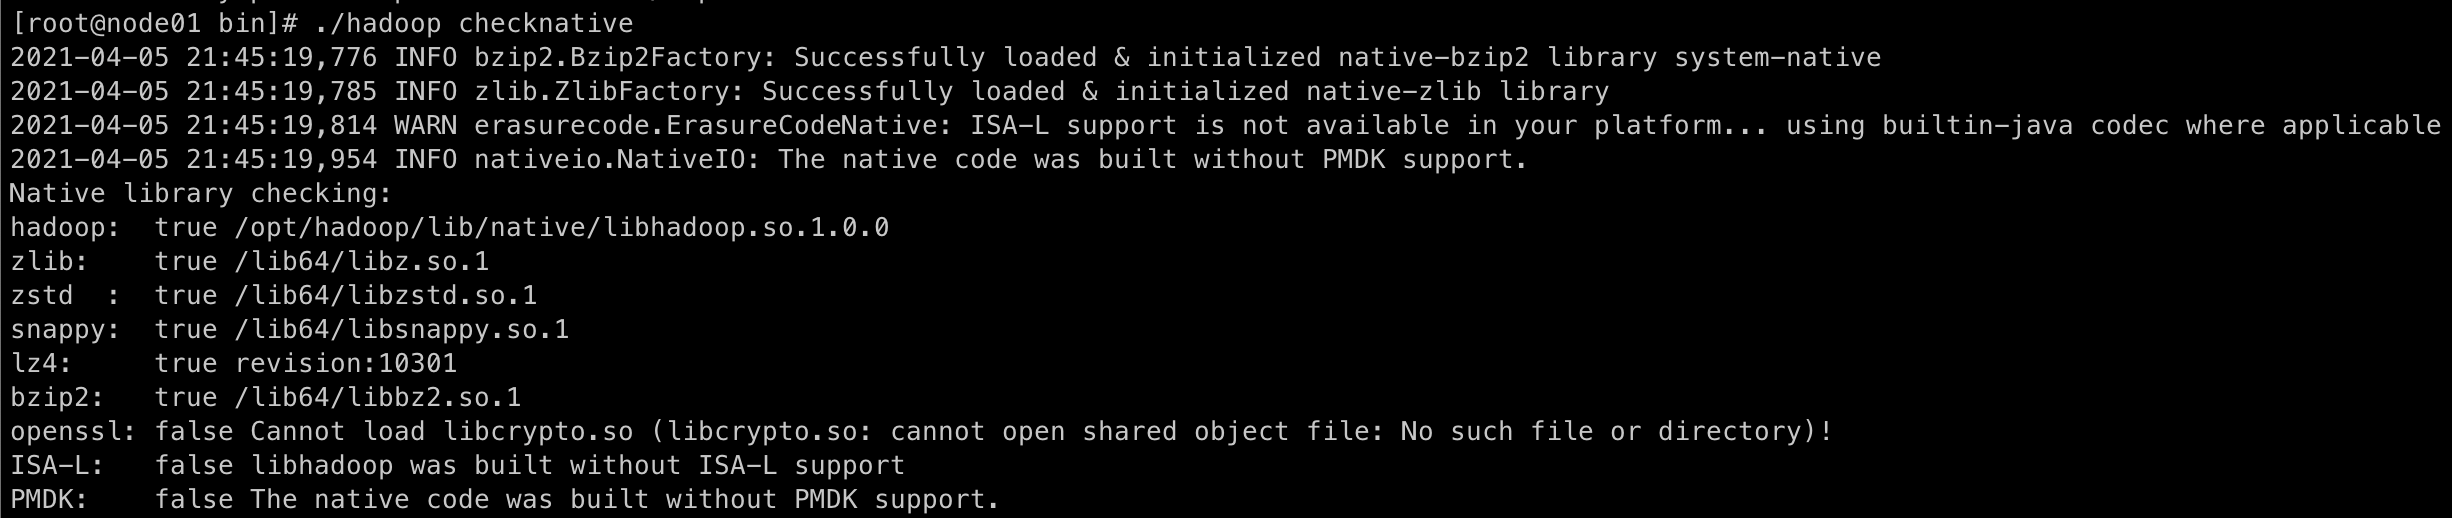 [root@node01 bin]# ./hadoop checknative
2021-04-05 21:45:19,776 INFO bzip2.Bzip2Factory: Successfully loaded & initialized native-bzip2 library system-native
2021-04-05 21:45:19,785 INFO zlib.ZlibFactory: Successfully loaded & initialized native-zlib library
2021-04-05 21:45:19,814 WARN erasurecode.ErasureCodeNative: ISA-L support is not available in your platform... using builtin-java codec where applicable
2021-04-05 21:45:19,954 INFO nativeio.NativeIO: The native code was built without PMDK support.
Native library checking:
hadoop:  true /opt/hadoop/lib/native/libhadoop.so.1.0.0
zlib:    true /lib64/libz.so.1
zstd  :  true /lib64/libzstd.so.1
snappy:  true /lib64/libsnappy.so.1
lz4:     true revision:10301
bzip2:   true /lib64/libbz2.so.1
openssl: false Cannot load libcrypto.so (libcrypto.so: cannot open shared object file: No such file or directory)!
ISA-L:   false libhadoop was built without ISA-L support
PMDK:    false The native code was built without PMDK support.